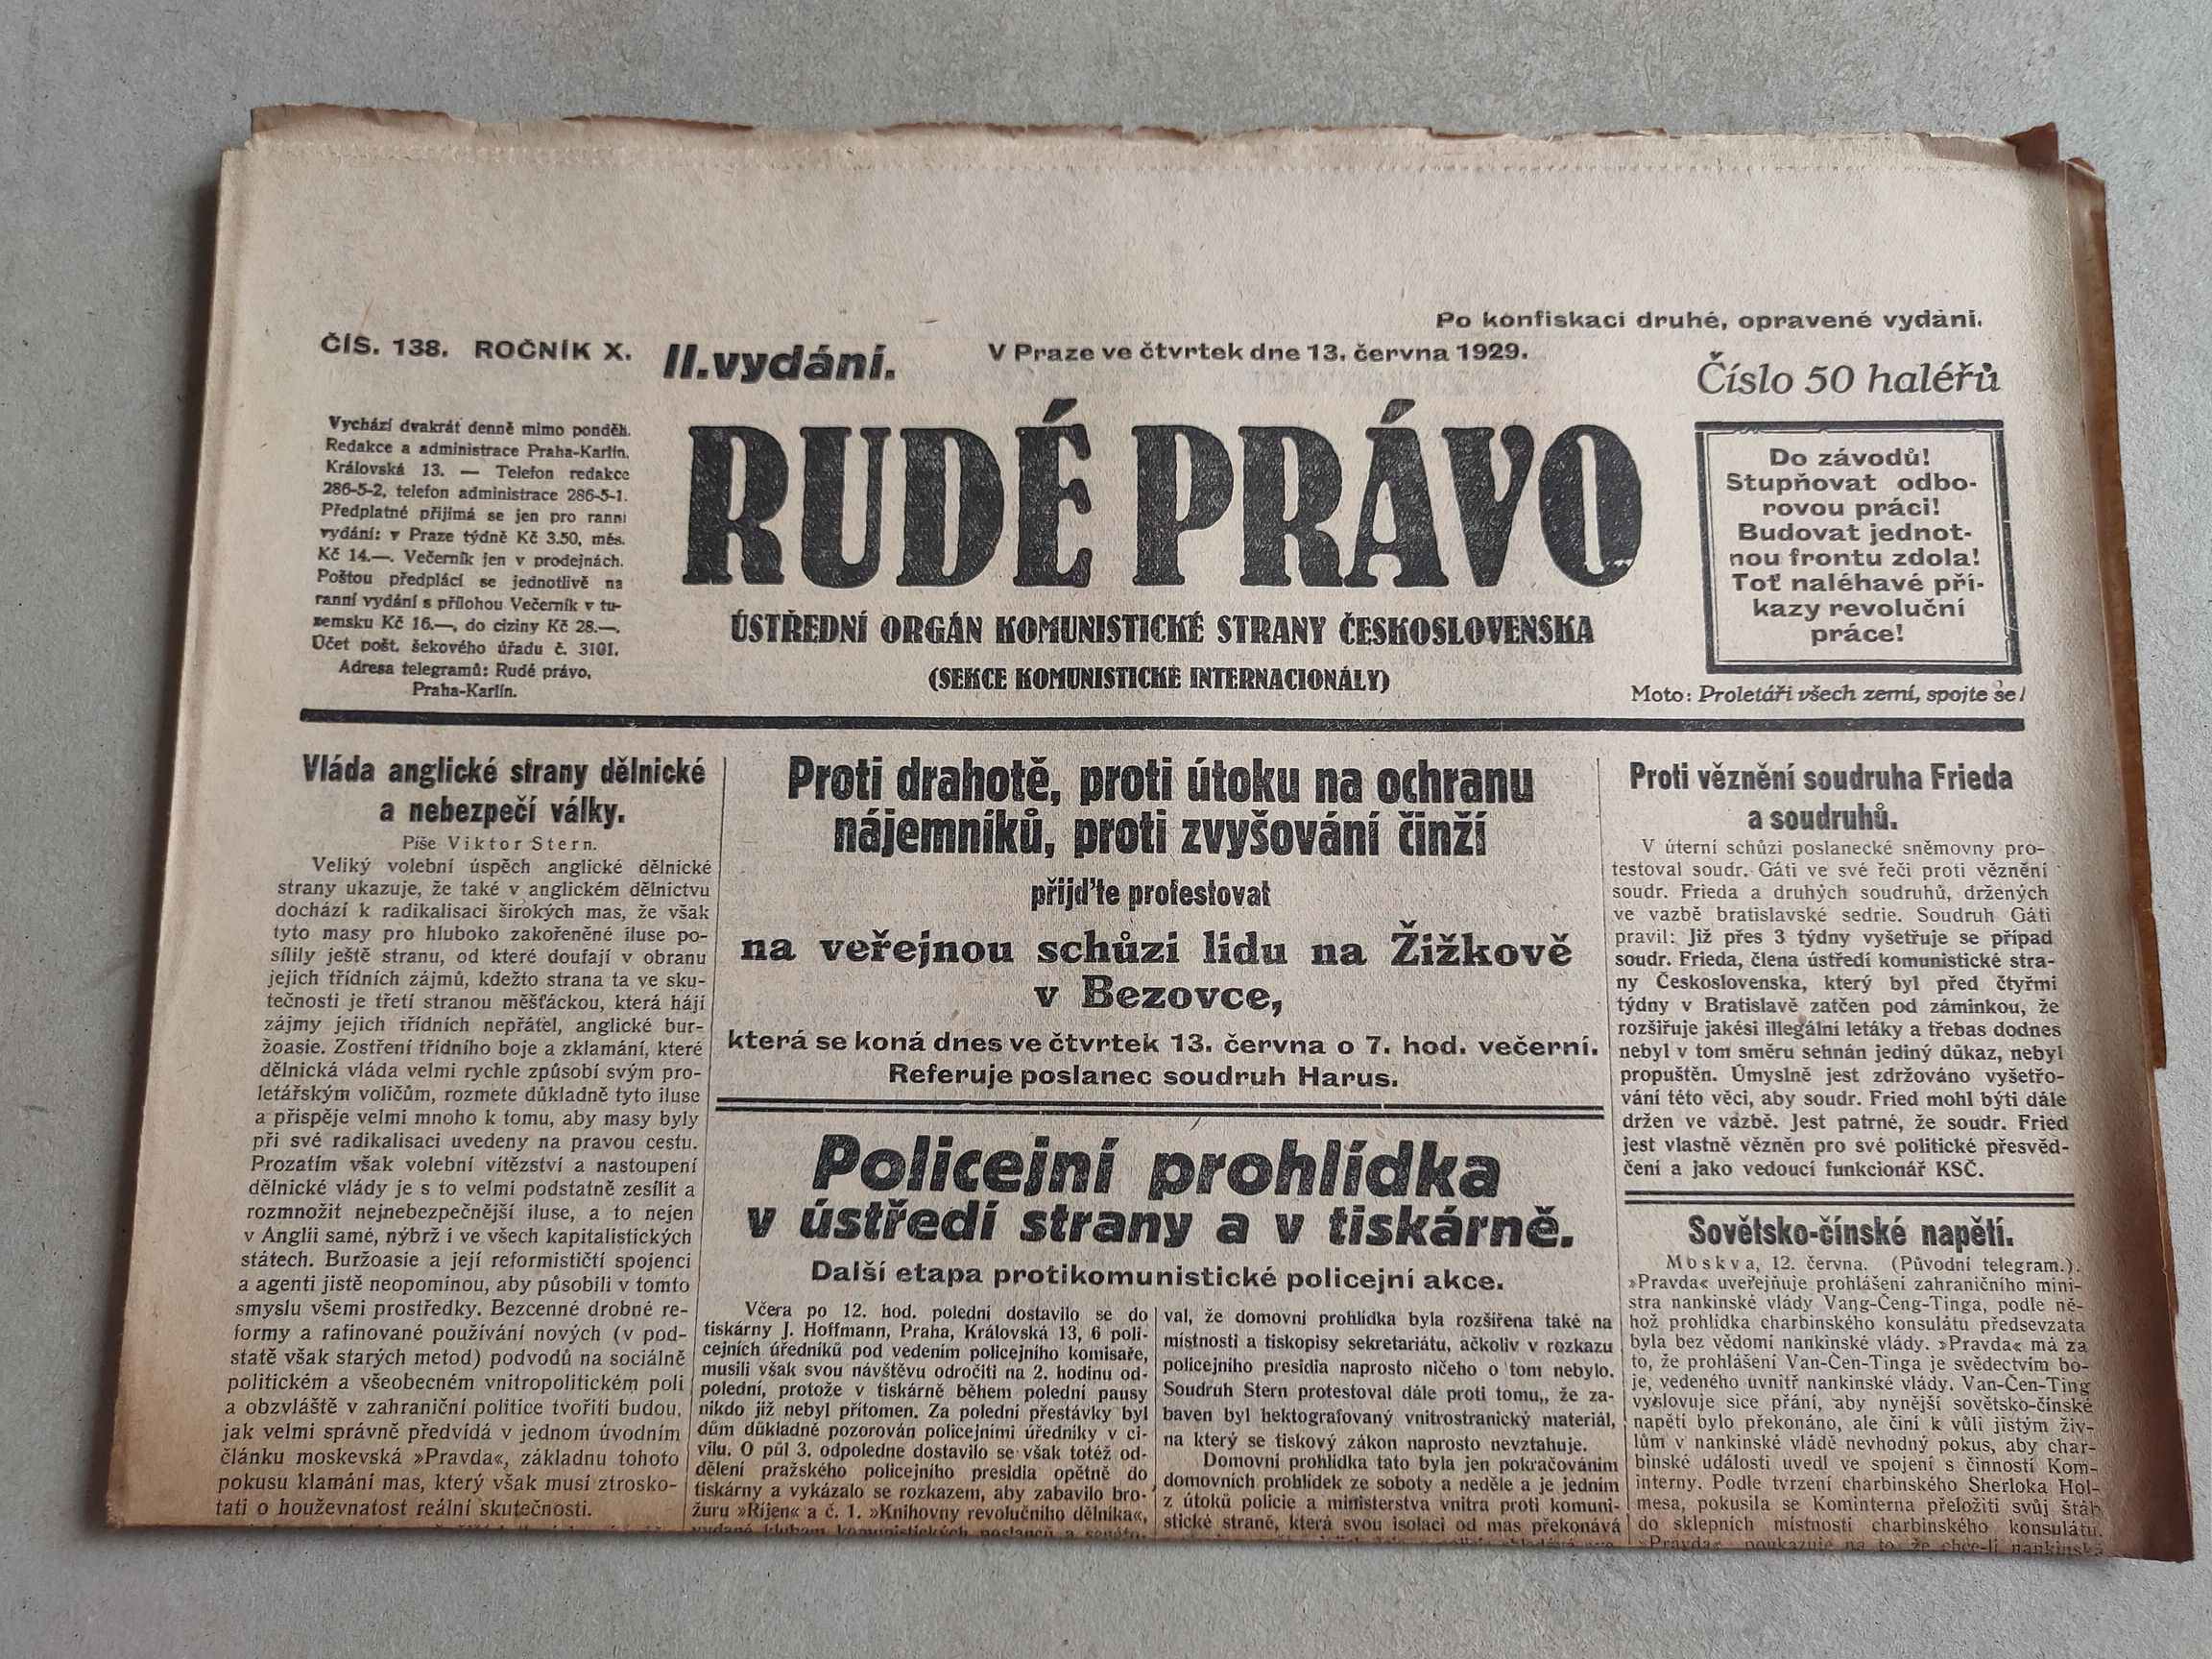 Po konfiskaci druhé, opravené vydání.
ČÍS. 138. ROČNÍK X. II. vydání. V Praze ve čtvrtek dne 13. června 1929.
Číslo 50 haléřů
Vychází dvakrát denně mimo ponděli.
Redakce a administrace Praha-Karlín,
Královská 13. — Telefon redakce
286-5-2, telefon administrace 286-5-1.
Předplatné přijímá se jen pro ranní
vydání: v Praze týdně Kč 3.50, měs.
Kč 14.—. Večerník jen v prodejnách.
Poštou předplácí se jednotlivě na
ranní vydání s přílohou Večerník v tu-
zemsku Kč 16.—, do ciziny Kč 28.—.
Účet pošt. šekového úřadu č. 3101.
Adresa telegramů: Rudé právo,
Praha-Karlín.
RUDÉ PRÁVO
ÚSTŘEDNÍ ORGÁN KOMUNISTICKÉ STRANY ČESKOSLOVENSKA
(SEKCE KOMUNISTICKÉ INTERNACIONÁLY)
Do závodů!
Stupňovat odbo-
rovou práci!
Budovat jednot-
nou frontu zdola!
Toť naléhavé pří-
kazy revoluční
práce!
Moto: Proletáři všech zemí, spojte se!
Vláda anglické strany dělnické
a nebezpečí války.
Píše Viktor Stern.
Veliký volební úspěch anglické dělnické
strany ukazuje, že také v anglickém dělnictvu
dochází k radikalisaci širokých mas, že však
tyto masy pro hluboko zakořeněné iluse po-
sílily ještě stranu, od které doufají v obranu
jejich třídních zájmů, kdežto strana ta ve sku-
tečnosti je třetí stranou měšťáckou, která hájí
zájmy jejich třídních nepřátel, anglické bur-
žoasie. Zostření třídního boje a zklamání, které
dělnická vláda velmi rychle způsobí svým pro-
letářským voličům, rozmete důkladně tyto iluse
a přispěje velmi mnoho k tomu, aby masy byly
při své radikalisaci uvedeny na pravou cestu.
Prozatím však volební vítězství a nastoupení
dělnické vlády je s to velmi podstatně zesílit a
rozmnožit nejnebezpečnější iluse, a to nejen
v Anglii samé, nýbrž i ve všech kapitalistických
státech. Buržoasie a její reformističtí spojenci
a agenti jistě neopominou, aby působili v tomto
smyslu všemi prostředky. Bezcenné drobné re-
formy a rafinované používání nových (v pod-
statě však starých metod) podvodů na sociálně
politickém a všeobecném vnitropolitickém poli
a obzvláště v zahraniční politice tvořiti budou,
jak velmi správně předvídá v jednom úvodním
článku moskevská »Pravda«, základnu tohoto
pokusu klamání mas, který však musí ztrosko-
tati o houževnatost reální skutečnosti.
Proti drahotě, proti útoku na ochranu
nájemníků, proti zvyšování činží
přijďte protestovat
na veřejnou schůzi lidu na Žižkově
v Bezovce,
která se koná dnes ve čtvrtek 13. června o 7. hod. večerní.
Referuje poslanec soudruh Harus.
Policejní prohlídka
v ústředí strany a v tiskárně.
Další etapa protikomunistické policejní akce.
Včera po 12. hod. polední dostavilo se do
tiskárny J. Hoffmann, Praha, Královská 13, 6 poli-
cejních úředníků pod vedením policejního komisaře,
musili však svou návštěvu odročiti na 2. hodinu od-
polední, protože v tiskárně během polední pausy
nikdo již nebyl přítomen. Za polední přestávky byl
dům důkladně pozorován policejními úředníky v ci-
vilu. O půl 3. odpoledne dostavilo se však totéž od-
dělení pražského policejního presidia opětně do
tiskárny a vykázalo se rozkazem, aby zabavilo bro-
žuru »Říjen« a č. 1. »Knihovny revolučního dělníka«,
vydané klubem komunistických poslanců a senáto-
val, že domovní prohlídka byla rozšířena také na
místnosti a tiskopisy sekretariátu, ačkoliv v rozkazu
policejního presidia naprosto ničeho o tom nebylo.
Soudruh Stern protestoval dále proti tomu,, že za-
baven byl hektografovaný vnitrostranický materiál,
na který se tiskový zákon naprosto nevztahuje.
Domovní prohlídka tato byla jen pokračováním
domovních prohlídek ze soboty a neděle a je jedním
z útoků policie a ministerstva vnitra proti komuni-
stické straně, která svou isolaci od mas překonává
Proti věznění soudruha Frieda
a soudruhů.
V úterní schůzi poslanecké sněmovny pro-
testoval soudr. Gáti ve své řeči proti věznění
soudr. Frieda a druhých soudruhů, držených
ve vazbě bratislavské sedrie. Soudruh Gáti
pravil: Již přes 3 týdny vyšetřuje se případ
soudr. Frieda, člena ústředí komunistické stra-
ny Československa, který byl před čtyřmi
týdny v Bratislavě zatčen pod záminkou, že
rozšiřuje jakési illegální letáky a třebas dodnes
nebyl v tom směru sehnán jediný důkaz, nebyl
propuštěn. Úmyslně jest zdržováno vyšetřo-
vání této věci, aby soudr. Fried mohl býti dále
držen ve vazbě. Jest patrné, že soudr. Fried
jest vlastně vězněn pro své politické přesvěd-
čení a jako vedoucí funkcionář KSČ.
Sovětsko-čínské napětí.
Moskva, 12. června. (Původní telegram.).
»Pravda« uveřejňuje prohlášení zahraničního mini-
stra nankinské vlády Vang-Čeng-Tinga, podle ně-
hož prohlídka charbinského konsulátu předsevzata
byla bez vědomí nankinské vlády. »Pravda« má za
to, že prohlášení Van-Čen-Tinga je svědectvím bo-
je, vedeného uvnitř nankinské vlády. Van-Čen-Ting
vyslovuje sice přání, aby nynější sovětsko-čínské
napětí bylo překonáno, ale činí k vůli jistým živ-
lům v nankinské vládě nevhodný pokus, aby char-
binské události uvedl ve spojení s činností Kom-
interny. Podle tvrzení charbinského Sherloka Hol-
mesa, pokusila se Kominterna přeložiti svůj štáb
do sklepních místností charbinského konsulátu.
»Pravda« poukazuje na to, že chce-li nankinská